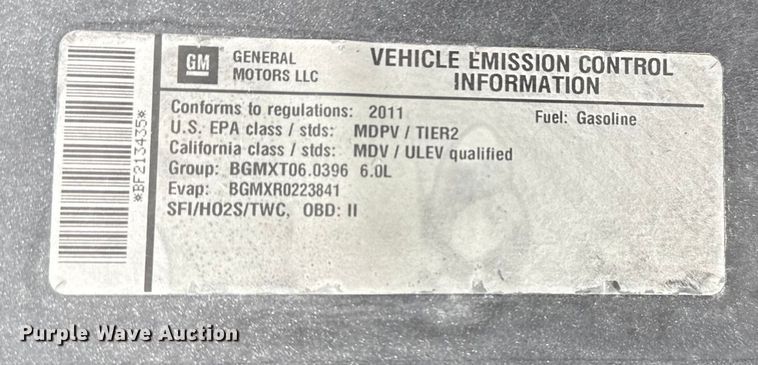 GM
GENERAL
MOTORS LLC
VEHICLE EMISSION CONTROL
INFORMATION
Conforms to regulations: 2011
Fuel: Gasoline
U.S. EPA class / stds: MDPV / TIER2
California class / stds: MDV / ULEV qualified
Group: BGMXT06.0396 6.0L
Evap: BGMXR0223841
SFI/HO2S/TWC, OBD: II
*BF213435*
Purple Wave Auction